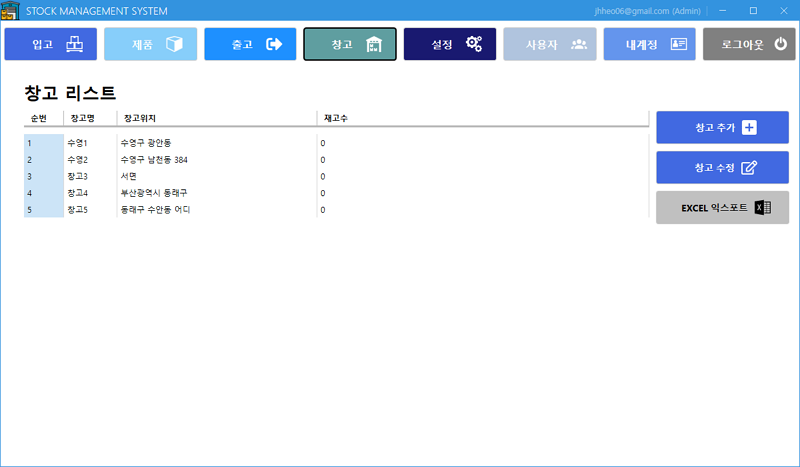 STOCK MANAGEMENT SYSTEM jhheo06@gmail.com (Admin)
입고 제품 출고 창고 설정 사용자 내계정 로그아웃
창고 리스트
순번 창고명 창고위치 재고수
1 수영1 수영구 광안동 0
2 수영2 수영구 남천동 384 0
3 창고3 서면 0
4 창고4 부산광역시 동래구 0
5 창고5 동래구 수안동 어디 0
창고 추가
창고 수정
EXCEL 익스포트